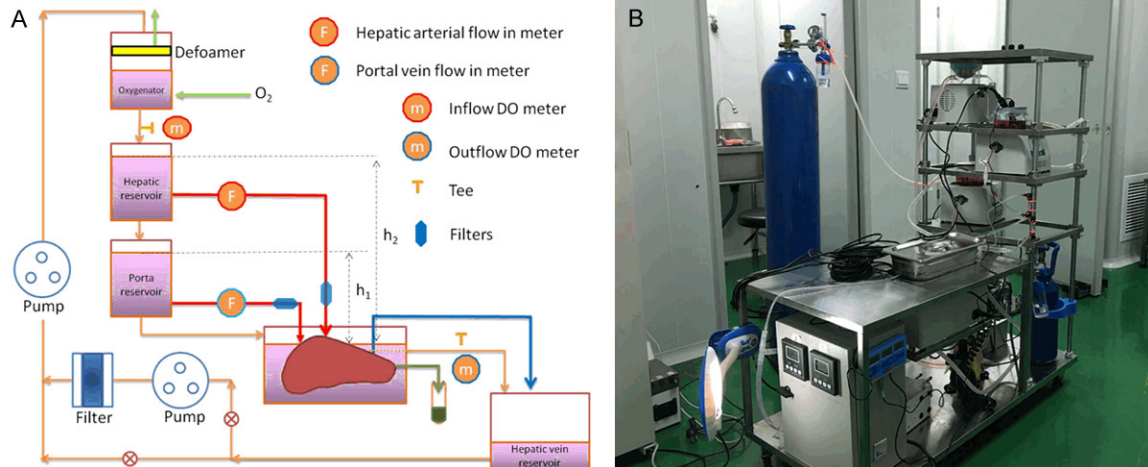 A
Defoamer
Oxygenator
O2
m
Hepatic
reservoir
F
Porta
reservoir
F
Pump
Filter
Pump
h2
h1
Tee
m
Hepatic vein
reservoir
F Hepatic arterial flow in meter
F Portal vein flow in meter
m Inflow DO meter
m Outflow DO meter
Tee
Filters
B